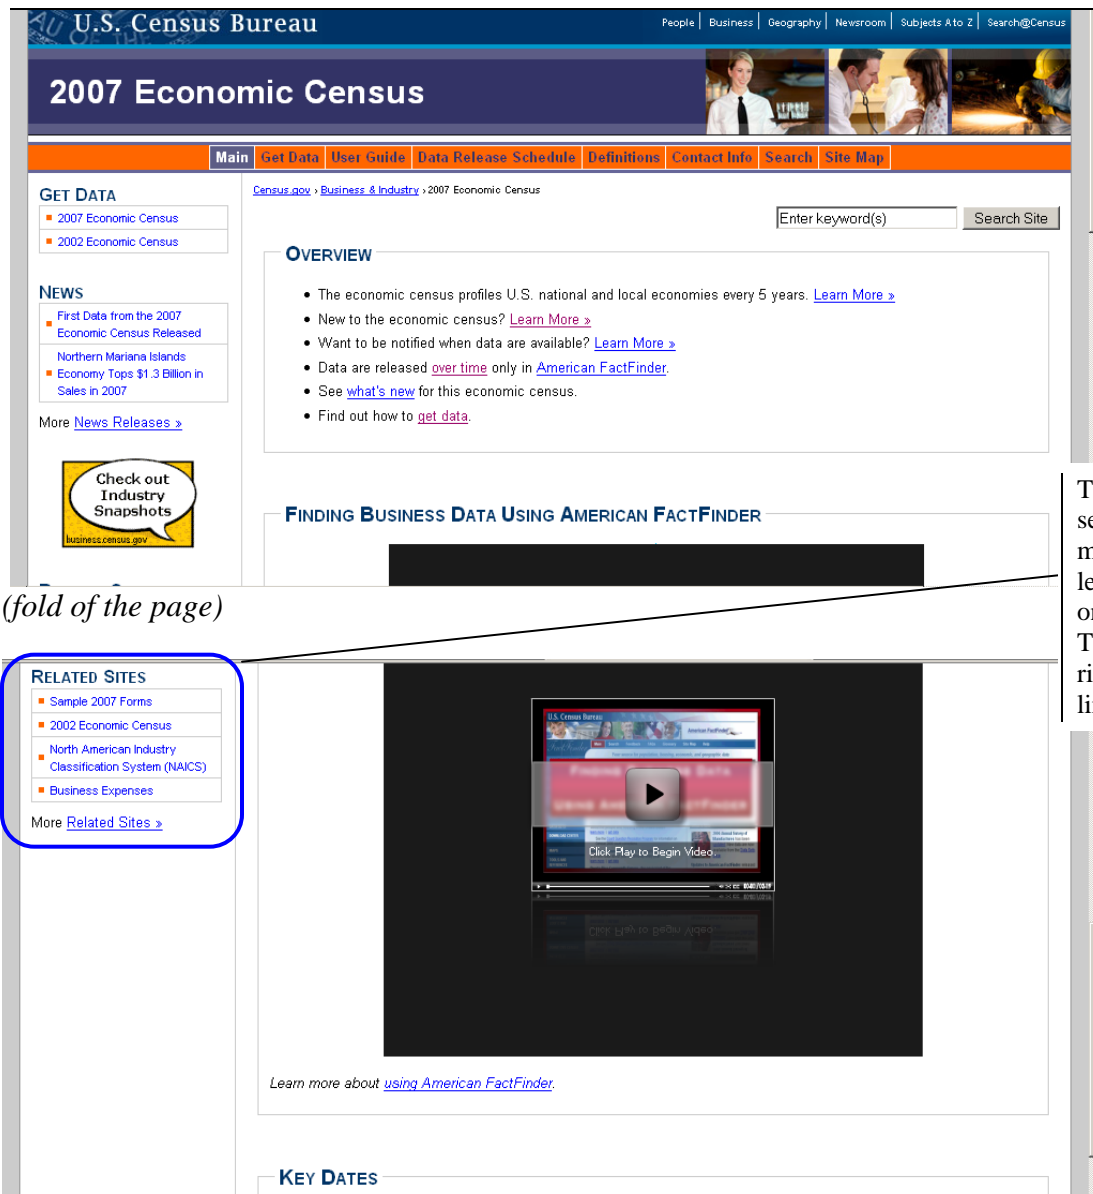 U.S. Census Bureau
People | Business | Geography | Newsroom | Subjects A to Z | Search@Census
2007 Economic Census
Main Get Data User Guide Data Release Schedule Definitions Contact Info Search Site Map
GET DATA
2007 Economic Census
2002 Economic Census
NEWS
First Data from the 2007
Economic Census Released
Northern Mariana Islands
Economy Tops $1.3 Billion in
Sales in 2007
More News Releases »
Check out
Industry
Snapshots
business.census.gov
Census.gov › Business & Industry › 2007 Economic Census
Enter keyword(s) Search Site
OVERVIEW
• The economic census profiles U.S. national and local economies every 5 years. Learn More »
• New to the economic census? Learn More »
• Want to be notified when data are available? Learn More »
• Data are released over time only in American FactFinder.
• See what's new for this economic census.
• Find out how to get data.
FINDING BUSINESS DATA USING AMERICAN FACTFINDER
(fold of the page)
RELATED SITES
Sample 2007 Forms
2002 Economic Census
North American Industry
Classification System (NAICS)
Business Expenses
More Related Sites »
U.S. Census Bureau
American FactFinder
FINDING BUSINESS DATA
USING AMERICAN FACTFINDER
Click Play to Begin Video
Learn more about using American FactFinder.
KEY DATES